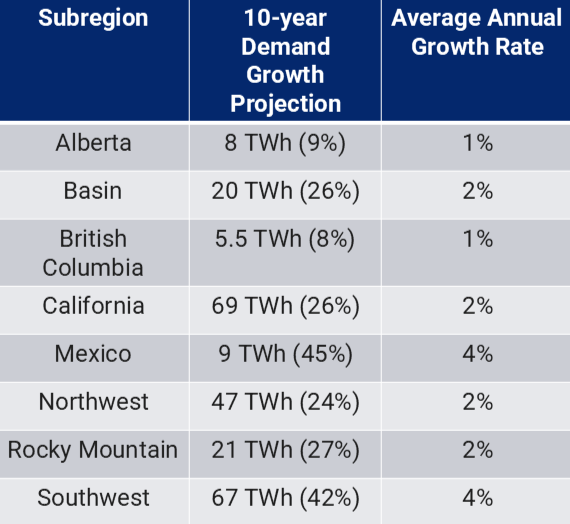 Subregion 10-year Demand Growth Projection Average Annual Growth Rate
Alberta 8 TWh (9%) 1%
Basin 20 TWh (26%) 2%
British Columbia 5.5 TWh (8%) 1%
California 69 TWh (26%) 2%
Mexico 9 TWh (45%) 4%
Northwest 47 TWh (24%) 2%
Rocky Mountain 21 TWh (27%) 2%
Southwest 67 TWh (42%) 4%